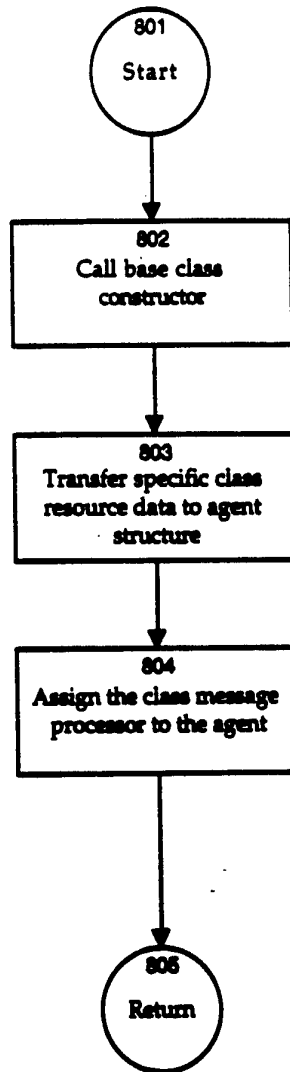 801
Start
802
Call base class
constructor
803
Transfer specific class
resource data to agent
structure
804
Assign the class message
processor to the agent
805
Return